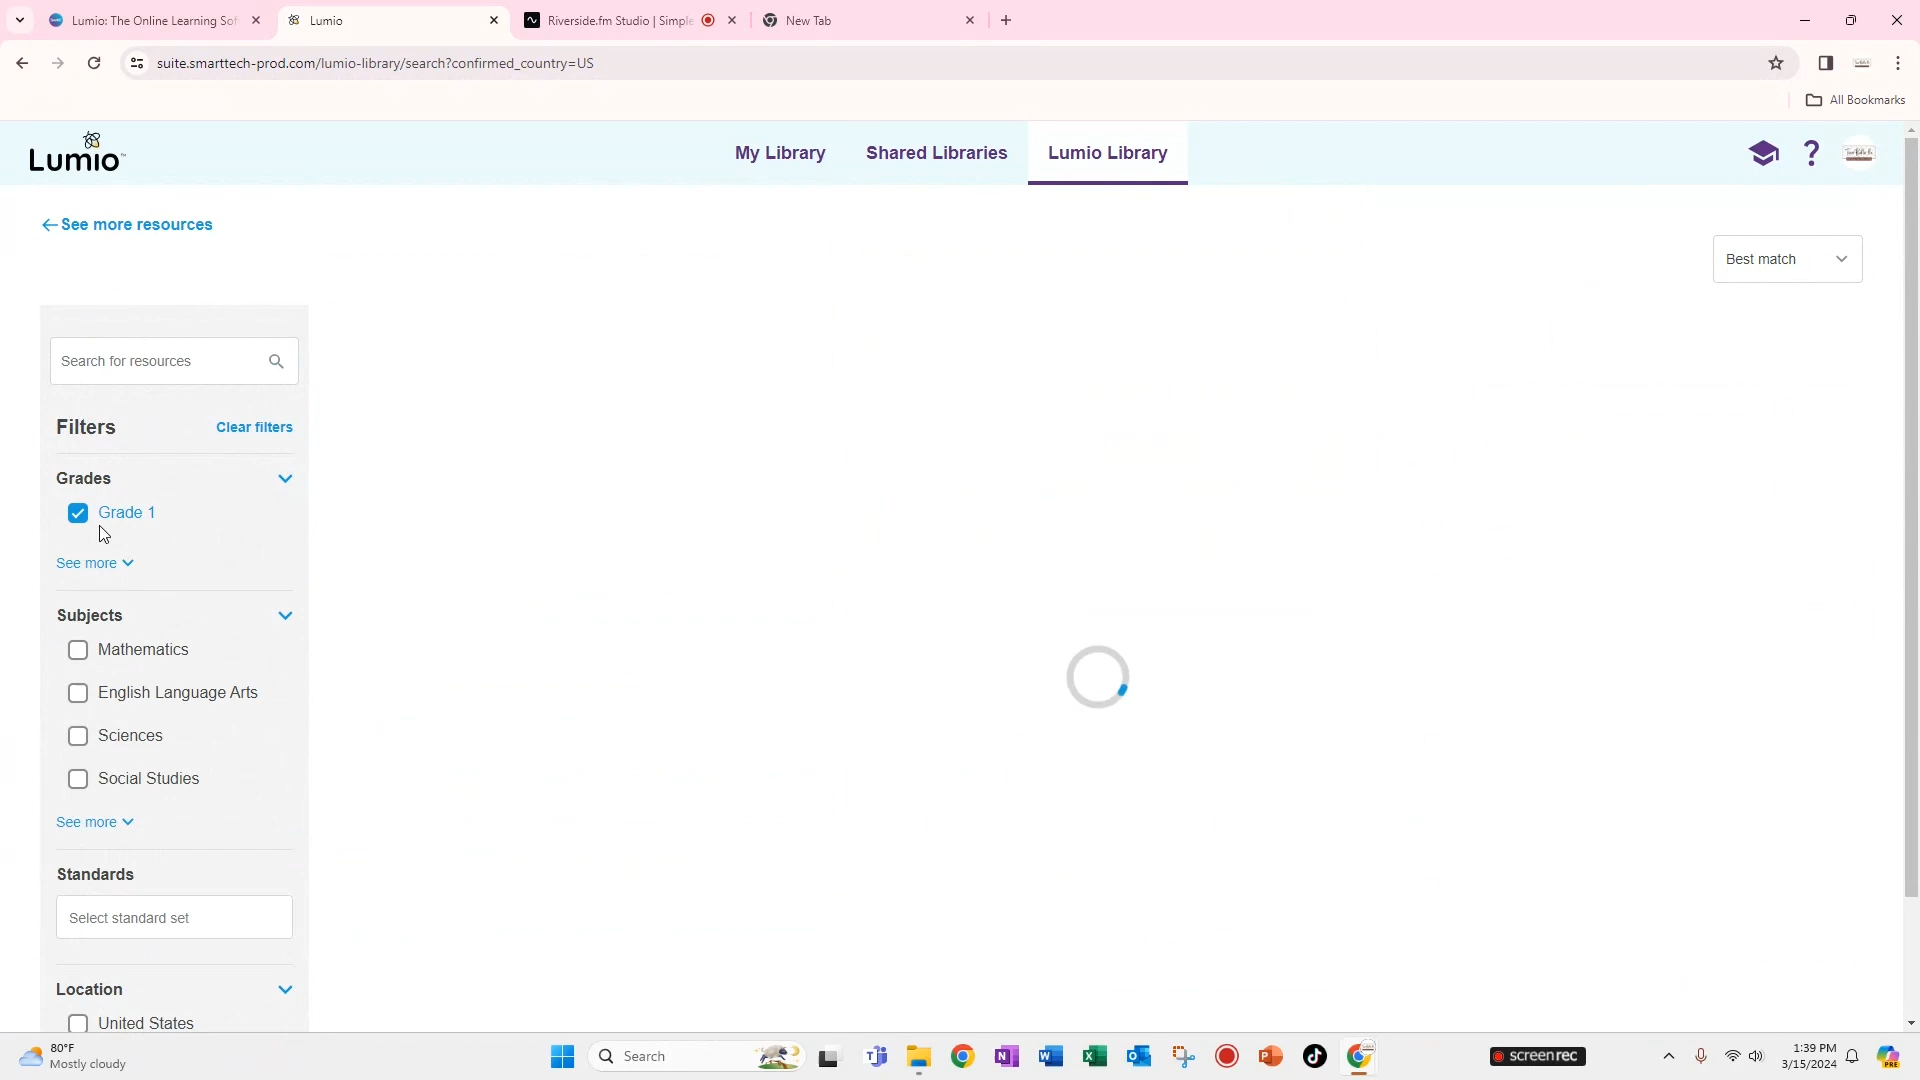 Lumio: The Online Learning Sof
Lumio
Riverside.fm Studio | Simple
New Tab
suite.smarttech-prod.com/lumio-library/search?confirmed_country=US
All Bookmarks
Lumio
My Library
Shared Libraries
Lumio Library
See more resources
Best match
Search for resources
Filters
Clear filters
Grades
Grade 1
See more
Subjects
Mathematics
English Language Arts
Sciences
Social Studies
See more
Standards
Select standard set
Location
United States
80°F
Mostly cloudy
Search
screenrec
1:39 PM
3/15/2024